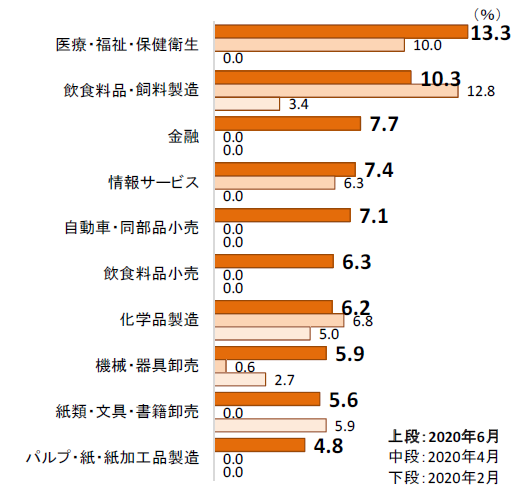 （%）
医療・福祉・保健衛生
13.3
10.0
0.0
飲食料品・飼料製造
10.3
12.8
3.4
金融
7.7
0.0
0.0
情報サービス
7.4
6.3
0.0
自動車・同部品小売
7.1
0.0
0.0
飲食料品小売
6.3
0.0
0.0
化学品製造
6.2
6.8
5.0
機械・器具卸売
5.9
0.6
2.7
紙類・文具・書籍卸売
5.6
0.0
5.9
パルプ・紙・紙加工品製造
4.8
0.0
0.0
上段：2020年6月
中段：2020年4月
下段：2020年2月